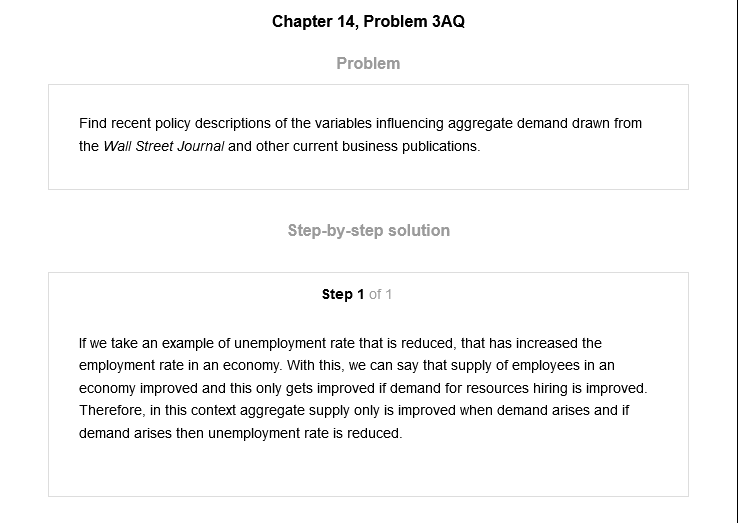 Chapter 14, Problem 3AQ
Problem
Find recent policy descriptions of the variables influencing aggregate demand drawn from
the Wall Street Journal and other current business publications.
Step-by-step solution
Step 1 of 1
If we take an example of unemployment rate that is reduced, that has increased the
employment rate in an economy. With this, we can say that supply of employees in an
economy improved and this only gets improved if demand for resources hiring is improved.
Therefore, in this context aggregate supply only is improved when demand arises and if
demand arises then unemployment rate is reduced.